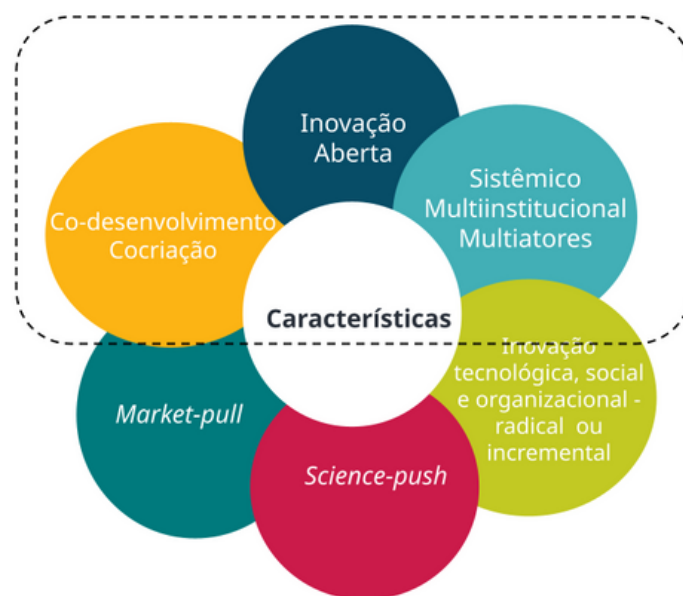 Inovação
Aberta
Sistêmico
Multiinstitucional
Multiatores
Co-desenvolvimento
Cocriação
Características
Inovação
tecnológica, social
e organizacional -
radical ou
incremental
Market-pull
Science-push